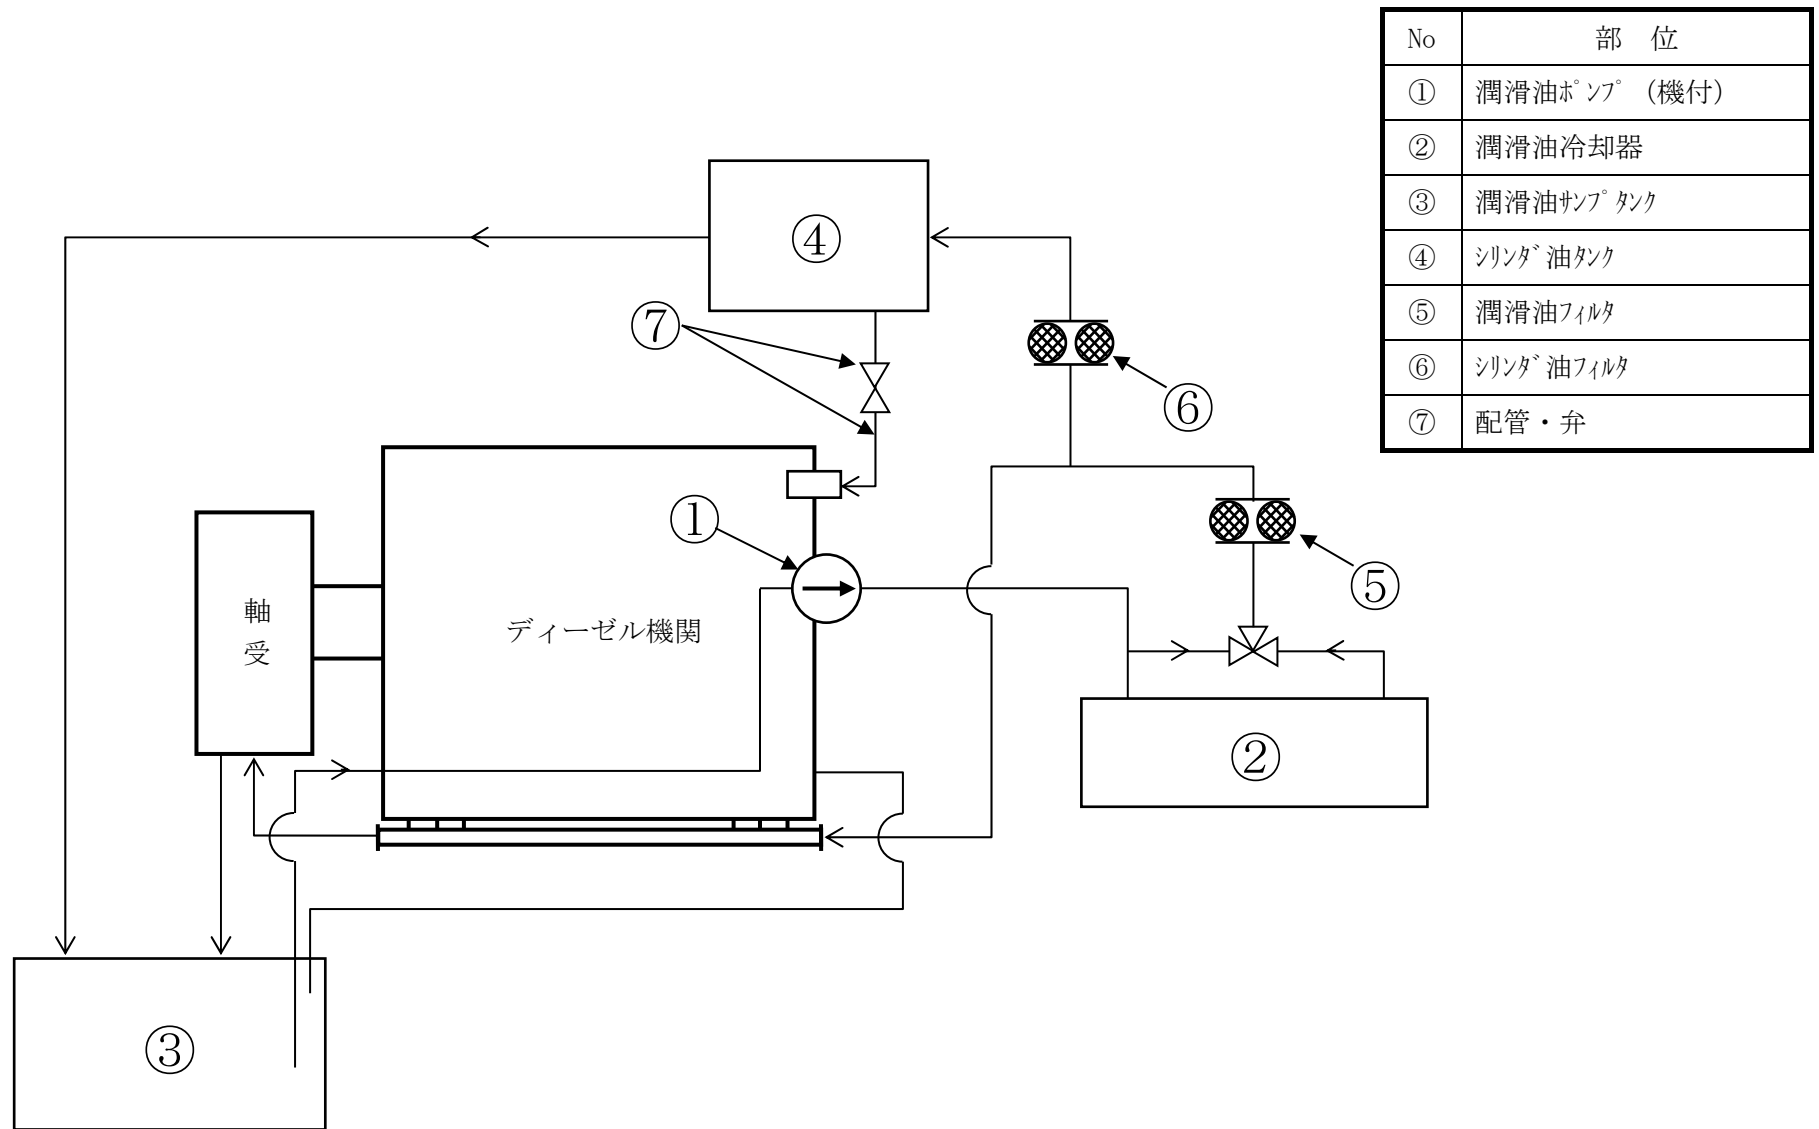 No 部　位
① 潤滑油ﾎﾟﾝﾌﾟ（機付）
② 潤滑油冷却器
③ 潤滑油ｻﾝﾌﾟﾀﾝｸ
④ ｼﾘﾝﾀﾞ油ﾀﾝｸ
⑤ 潤滑油ﾌｨﾙﾀ
⑥ ｼﾘﾝﾀﾞ油ﾌｨﾙﾀ
⑦ 配管・弁
④
⑦
⑥
①
⑤
軸受
ディーゼル機関
②
③